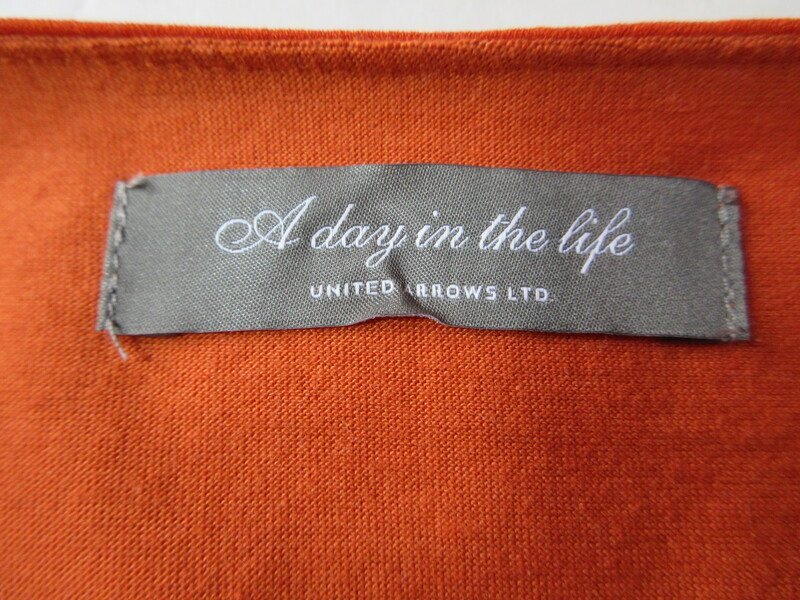 A day in the life
UNITED ARROWS LTD.